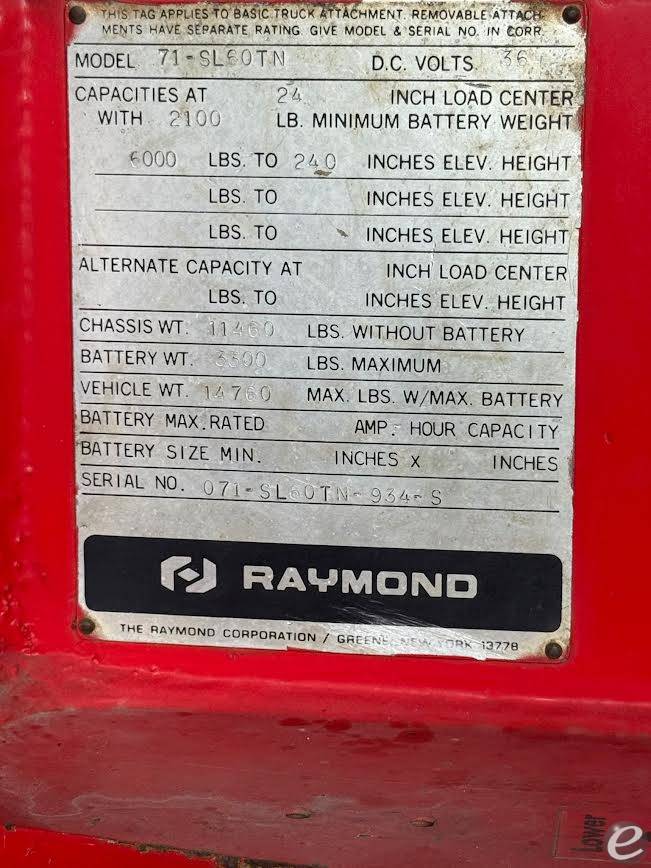 THIS TAG APPLIES TO BASIC TRUCK ATTACHMENT. REMOVABLE ATTACH-
MENTS HAVE SEPARATE RATING. GIVE MODEL & SERIAL NO. IN CORR.
MODEL 71-SL60TN D.C. VOLTS 36
CAPACITIES AT 24 INCH LOAD CENTER
WITH 2100 LB. MINIMUM BATTERY WEIGHT
6000 LBS. TO 240 INCHES ELEV. HEIGHT
LBS. TO INCHES ELEV. HEIGHT
LBS. TO INCHES ELEV. HEIGHT
ALTERNATE CAPACITY AT INCH LOAD CENTER
LBS. TO INCHES ELEV. HEIGHT
CHASSIS WT. 11460 LBS. WITHOUT BATTERY
BATTERY WT. 3300 LBS. MAXIMUM
VEHICLE WT. 14760 MAX. LBS. W/MAX. BATTERY
BATTERY MAX. RATED AMP. HOUR CAPACITY
BATTERY SIZE MIN. INCHES X INCHES
SERIAL NO. 071-SL60TN-934-S
RAYMOND
THE RAYMOND CORPORATION / GREENE, NEW YORK 13778
Lower
e